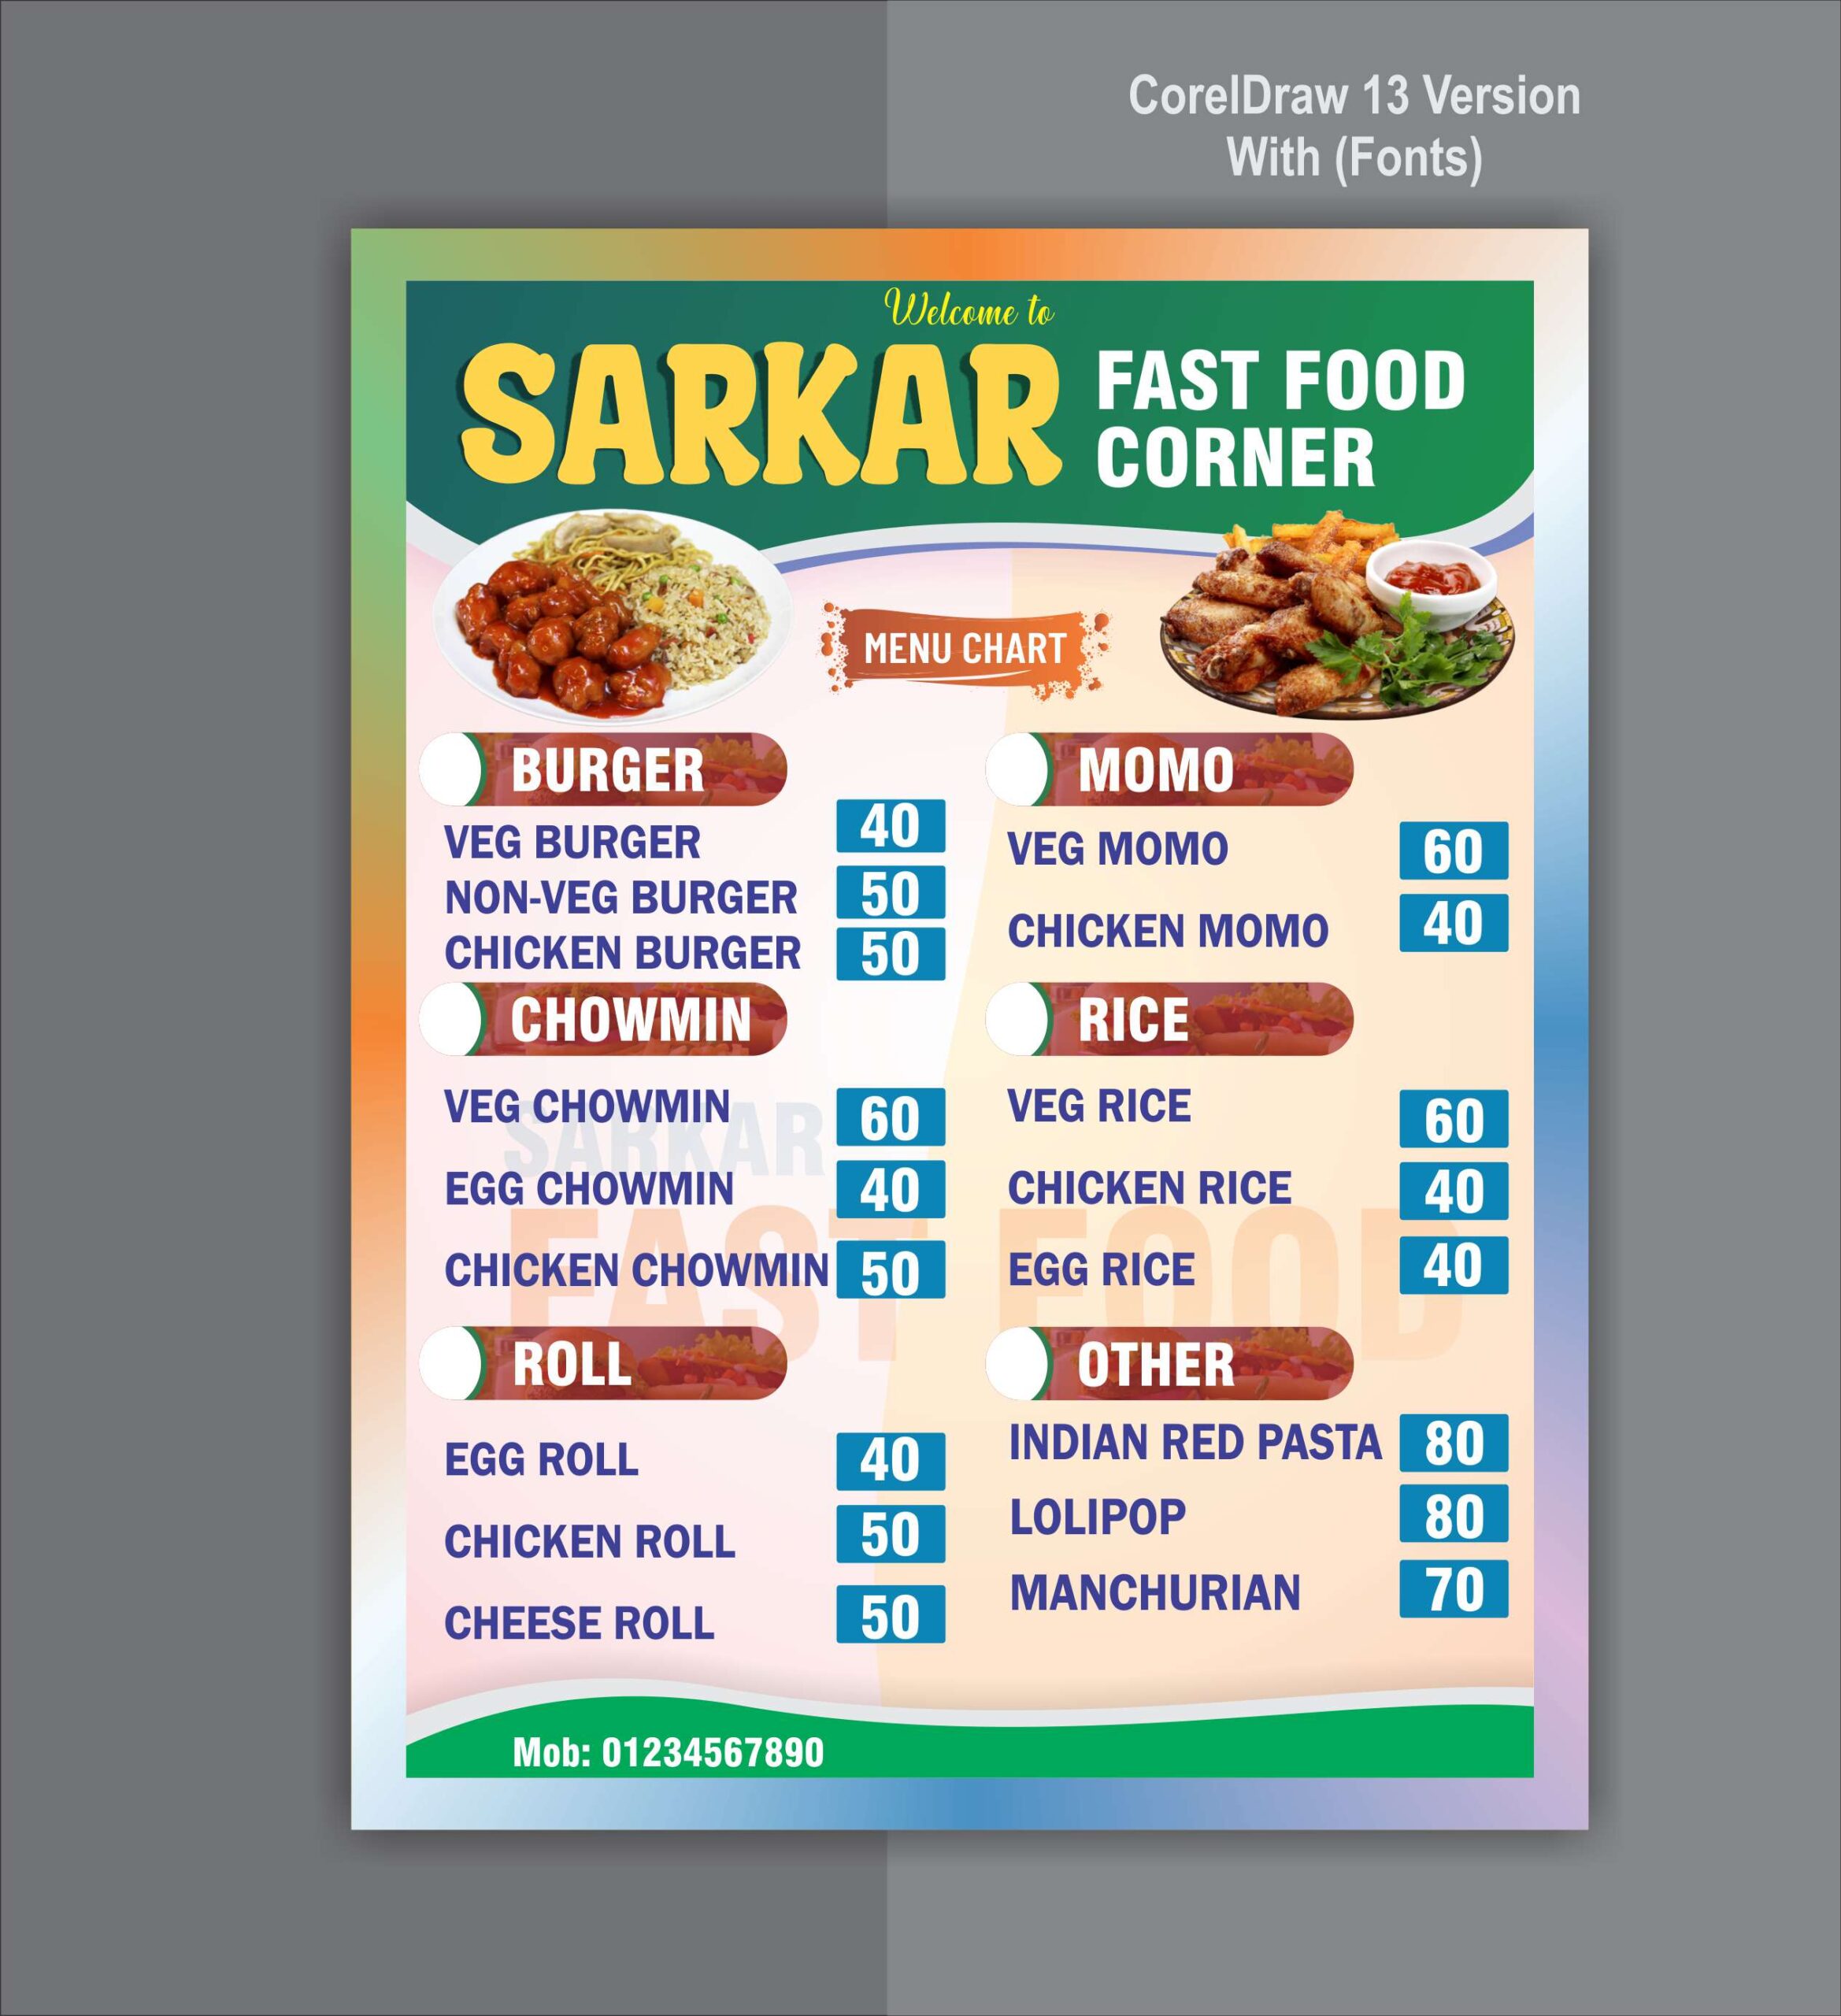 CorelDraw 13 Version
With (Fonts)
Welcome to
SARKAR
FAST FOOD
CORNER
MENU CHART
BURGER
VEG BURGER 40
NON-VEG BURGER 50
CHICKEN BURGER 50
MOMO
VEG MOMO 60
CHICKEN MOMO 40
CHOWMIN
VEG CHOWMIN 60
EGG CHOWMIN 40
CHICKEN CHOWMIN 50
RICE
VEG RICE 60
CHICKEN RICE 40
EGG RICE 40
SARKAR
FAST FOOD
ROLL
EGG ROLL 40
CHICKEN ROLL 50
CHEESE ROLL 50
OTHER
INDIAN RED PASTA 80
LOLIPOP 80
MANCHURIAN 70
Mob: 01234567890